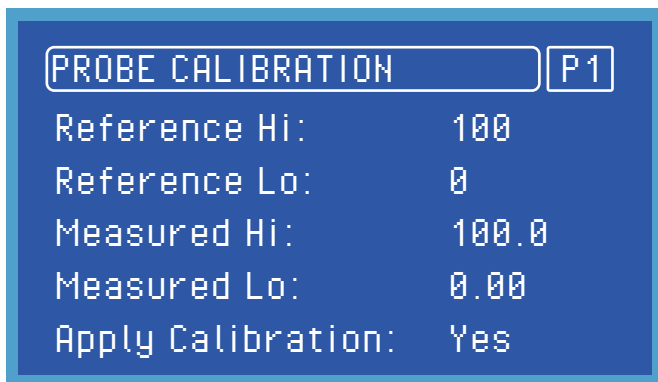 PROBE CALIBRATION P1
Reference Hi: 100
Reference Lo: 0
Measured Hi: 100.0
Measured Lo: 0.00
Apply Calibration: Yes